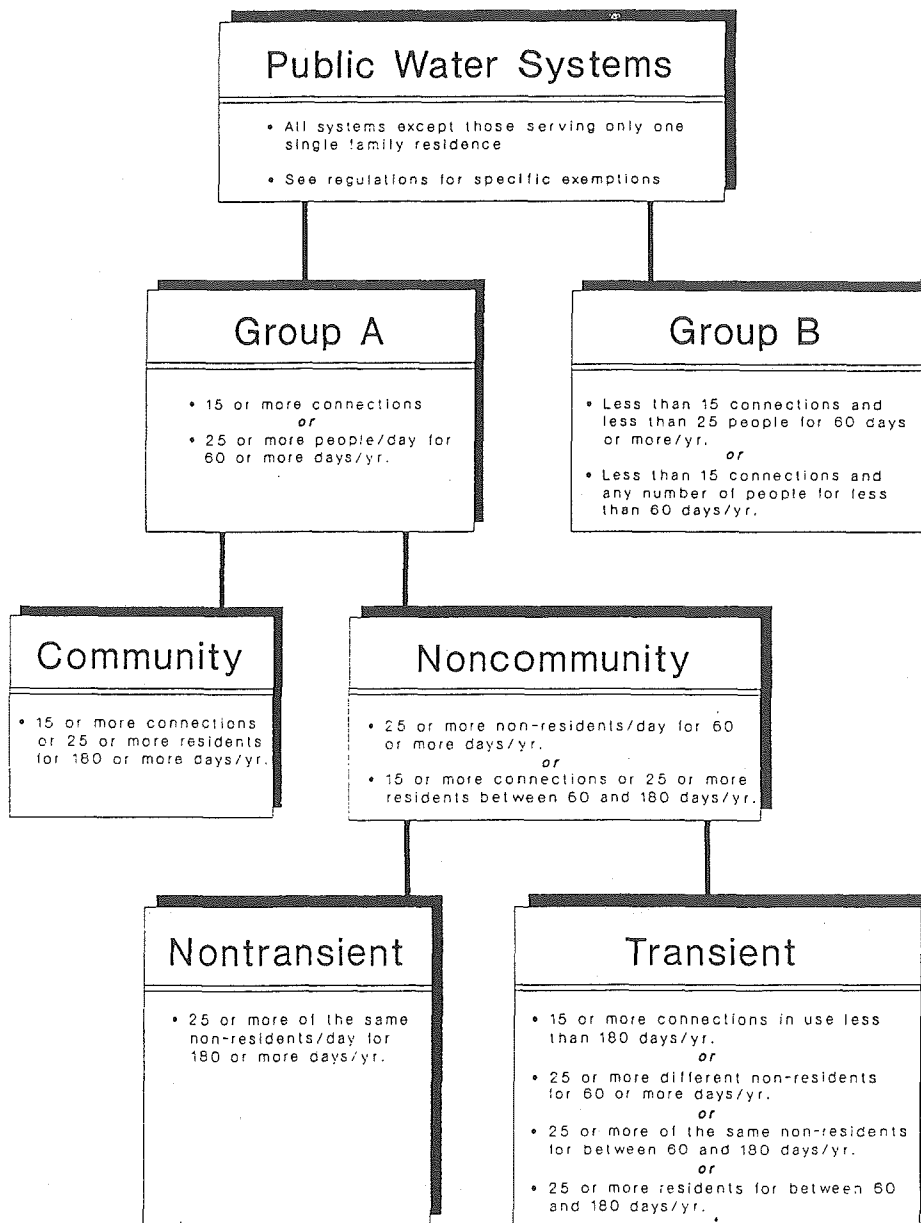 Public Water Systems
• All systems except those serving only one
single family residence
• See regulations for specific exemptions
Group A
• 15 or more connections
or
• 25 or more people/day for
60 or more days/yr.
Group B
• Less than 15 connections and
less than 25 people for 60 days
or more/yr.
or
• Less than 15 connections and
any number of people for less
than 60 days/yr.
Community
• 15 or more connections
or 25 or more residents
for 180 or more days/yr.
Noncommunity
• 25 or more non-residents/day for 60
or more days/yr.
or
• 15 or more connections or 25 or more
residents between 60 and 180 days/yr.
Nontransient
• 25 or more of the same
non-residents/day for
180 or more days/yr.
Transient
• 15 or more connections in use less
than 180 days/yr.
or
• 25 or more different non-residents
for 60 or more days/yr.
or
• 25 or more of the same non-residents
for between 60 and 180 days/yr.
or
• 25 or more residents for between 60
and 180 days/yr.